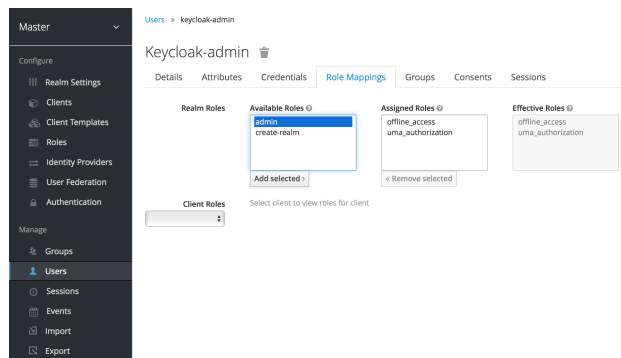 Master
Configure
Realm Settings
Clients
Client Templates
Roles
Identity Providers
User Federation
Authentication
Manage
Groups
Users
Sessions
Events
Import
Export
Users » keycloak-admin
Keycloak-admin
Details Attributes Credentials Role Mappings Groups Consents Sessions
Realm Roles
Available Roles
admin
create-realm
Add selected ›
Assigned Roles
offline_access
uma_authorization
« Remove selected
Effective Roles
offline_access
uma_authorization
Client Roles
Select client to view roles for client